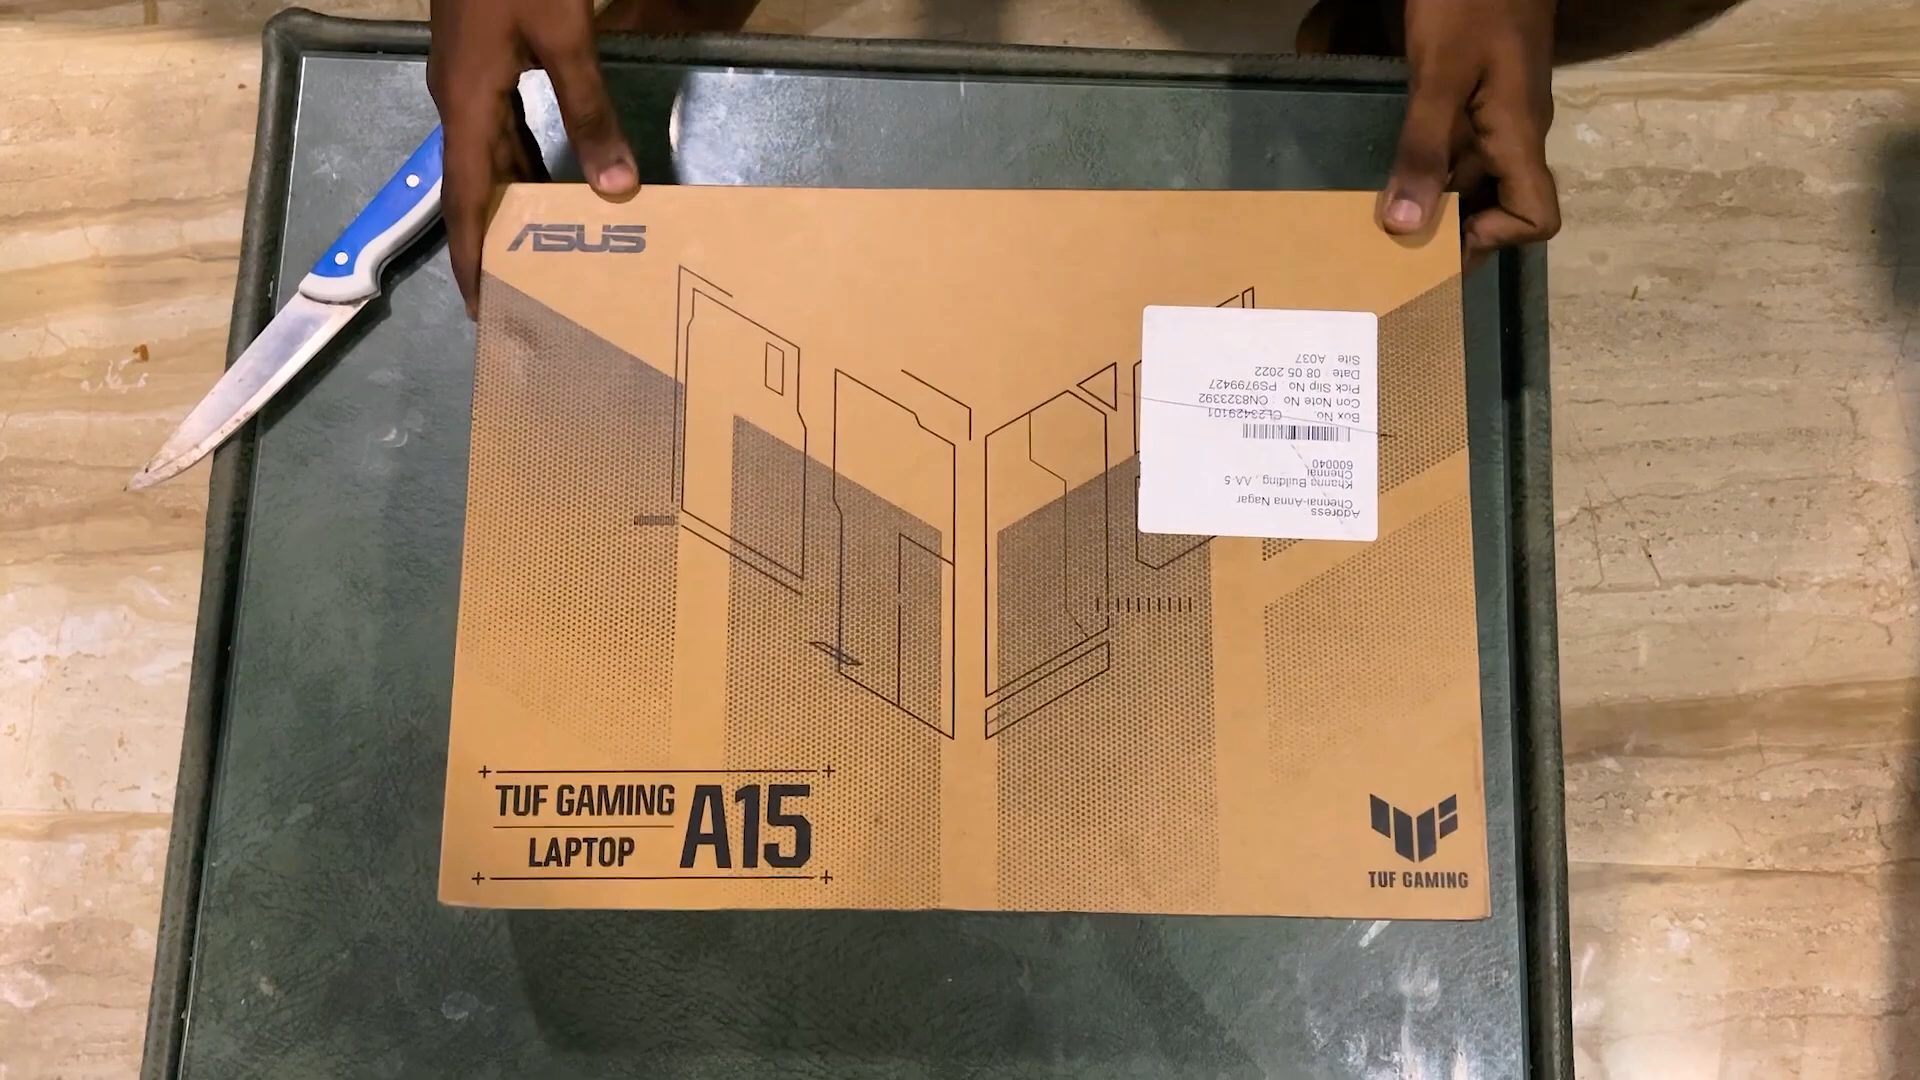 ASUS
Address
Chennai-Anna Nagar
Khanna Building , AA-5
Chennai
600040
Box No. CL23429101
Con Note No : CN8323392
Pick Slip No : PS9799427
Date : 08.05.2022
Site : A037
TUF GAMING
LAPTOP
A15
TUF GAMING